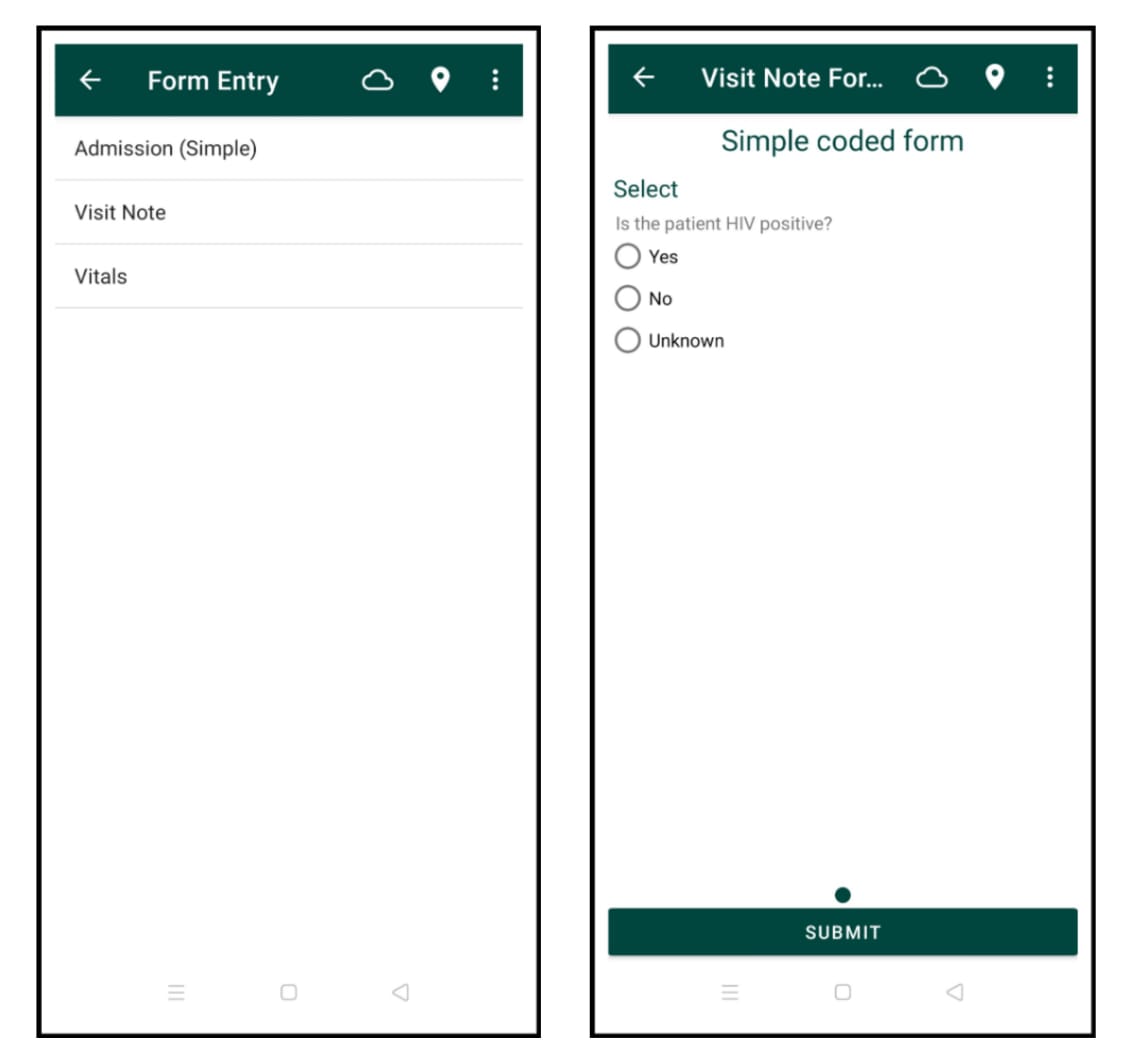 Form Entry
Admission (Simple)
Visit Note
Vitals
Visit Note For...
Simple coded form
Select
Is the patient HIV positive?
Yes
No
Unknown
SUBMIT